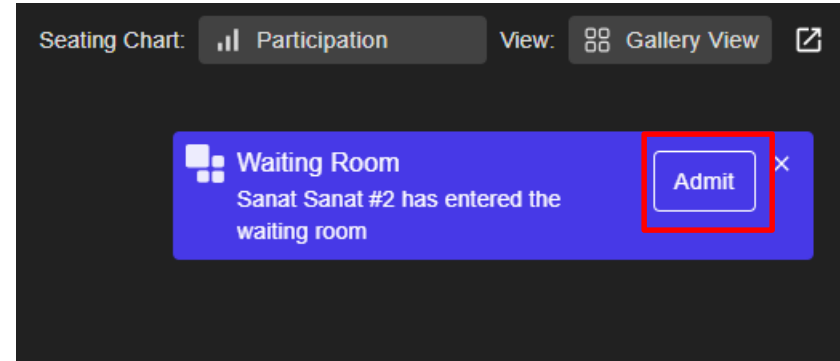 Seating Chart: Participation View: Gallery View
Waiting Room
Sanat Sanat #2 has entered the
waiting room
Admit